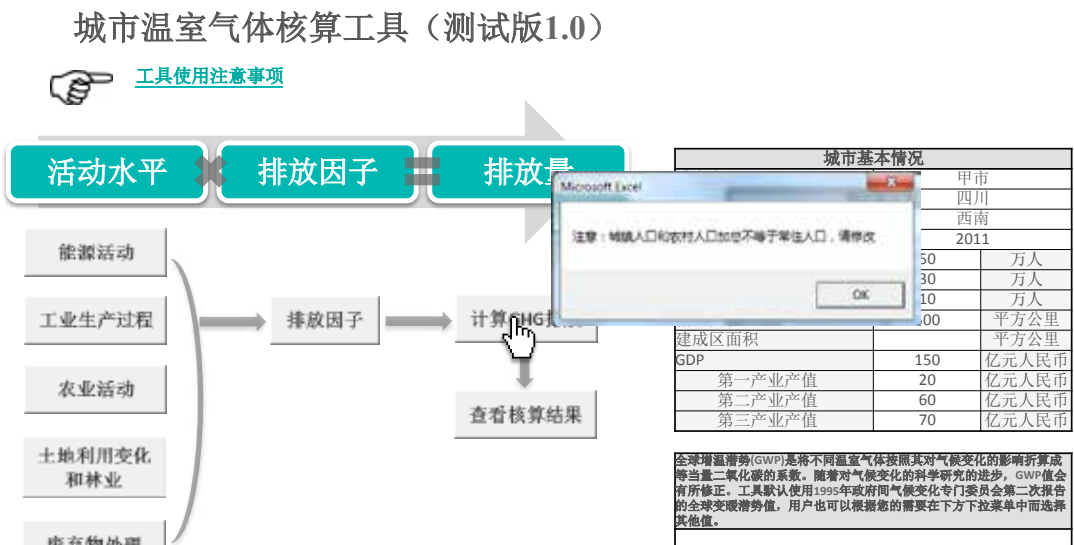 城市温室气体核算工具（测试版1.0）
工具使用注意事项
活动水平
排放因子
排放量
能源活动
工业生产过程
农业活动
土地利用变化
和林业
废弃物处理
排放因子
计算GHG排放
查看核算结果
城市基本情况
甲市
四川
西南
2011
50 万人
30 万人
10 万人
500 平方公里
建成区面积 平方公里
GDP 150 亿元人民币
第一产业产值 20 亿元人民币
第二产业产值 60 亿元人民币
第三产业产值 70 亿元人民币
Microsoft Excel
注意：城镇人口和农村人口加总不等于常住人口，请修改
OK
全球增温潜势(GWP)是将不同温室气体按照其对气候变化的影响折算成
等当量二氧化碳的系数。随着对气候变化的科学研究的进步，GWP值会
有所修正。工具默认使用1995年政府间气候变化专门委员会第二次报告
的全球变暖潜势值，用户也可以根据您的需要在下方下拉菜单中而选择
其他值。